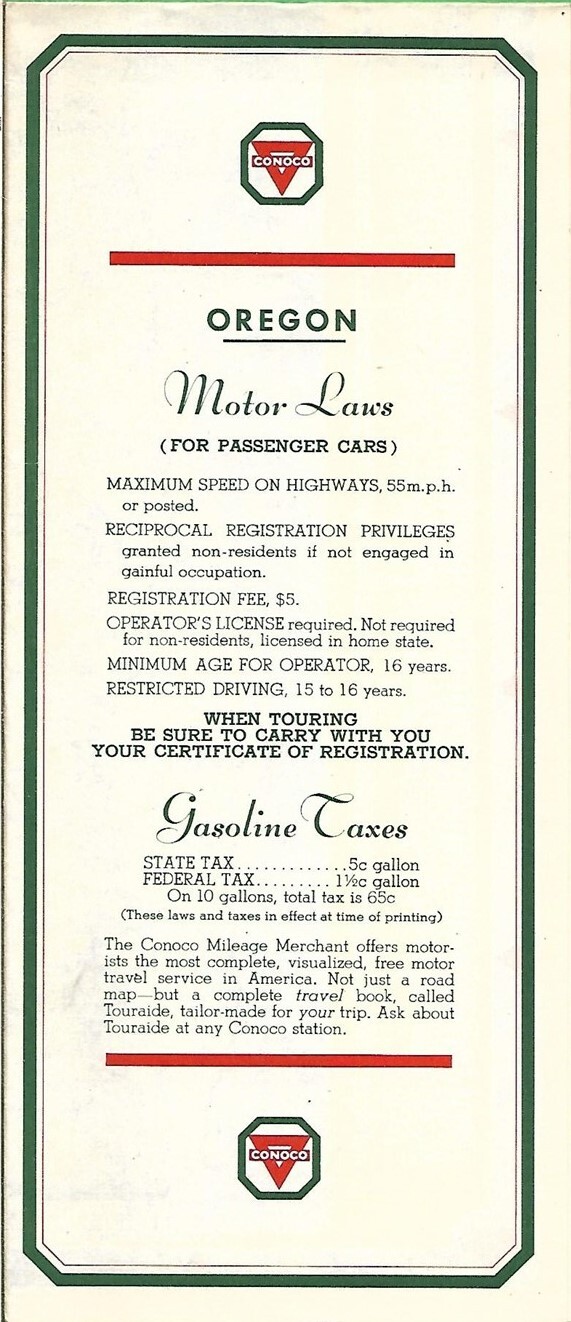 CONOCO
OREGON
Motor Laws
(FOR PASSENGER CARS)
MAXIMUM SPEED ON HIGHWAYS, 55m.p.h.
or posted.
RECIPROCAL REGISTRATION PRIVILEGES
granted non-residents if not engaged in
gainful occupation.
REGISTRATION FEE, $5.
OPERATOR'S LICENSE required. Not required
for non-residents, licensed in home state.
MINIMUM AGE FOR OPERATOR, 16 years.
RESTRICTED DRIVING, 15 to 16 years.
WHEN TOURING
BE SURE TO CARRY WITH YOU
YOUR CERTIFICATE OF REGISTRATION.
Gasoline Taxes
STATE TAX.............5c gallon
FEDERAL TAX......... 1½c gallon
On 10 gallons, total tax is 65c
(These laws and taxes in effect at time of printing)
The Conoco Mileage Merchant offers motor-
ists the most complete, visualized, free motor
travel service in America. Not just a road
map—but a complete travel book, called
Touraide, tailor-made for your trip. Ask about
Touraide at any Conoco station.
CONOCO